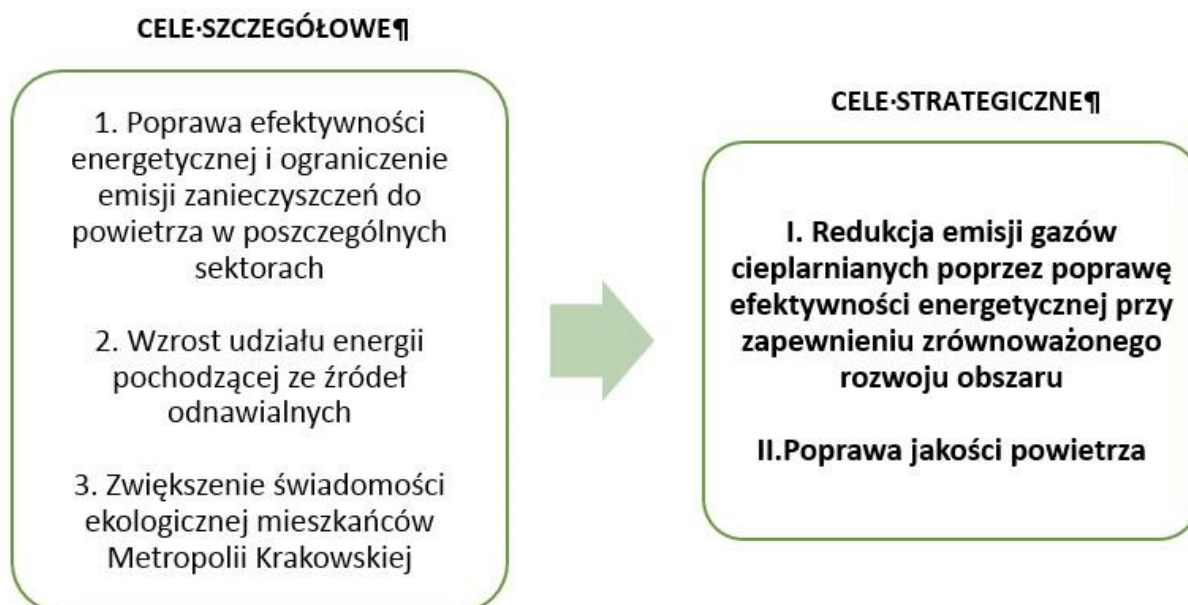 CELE·SZCZEGÓŁOWE¶
1. Poprawa efektywności
energetycznej i ograniczenie
emisji zanieczyszczeń do
powietrza w poszczególnych
sektorach
2. Wzrost udziału energii
pochodzącej ze źródeł
odnawialnych
3. Zwiększenie świadomości
ekologicznej mieszkańców
Metropolii Krakowskiej
CELE·STRATEGICZNE¶
I. Redukcja emisji gazów
cieplarnianych poprzez poprawę
efektywności energetycznej przy
zapewnieniu zrównoważonego
rozwoju obszaru
II.Poprawa jakości powietrza